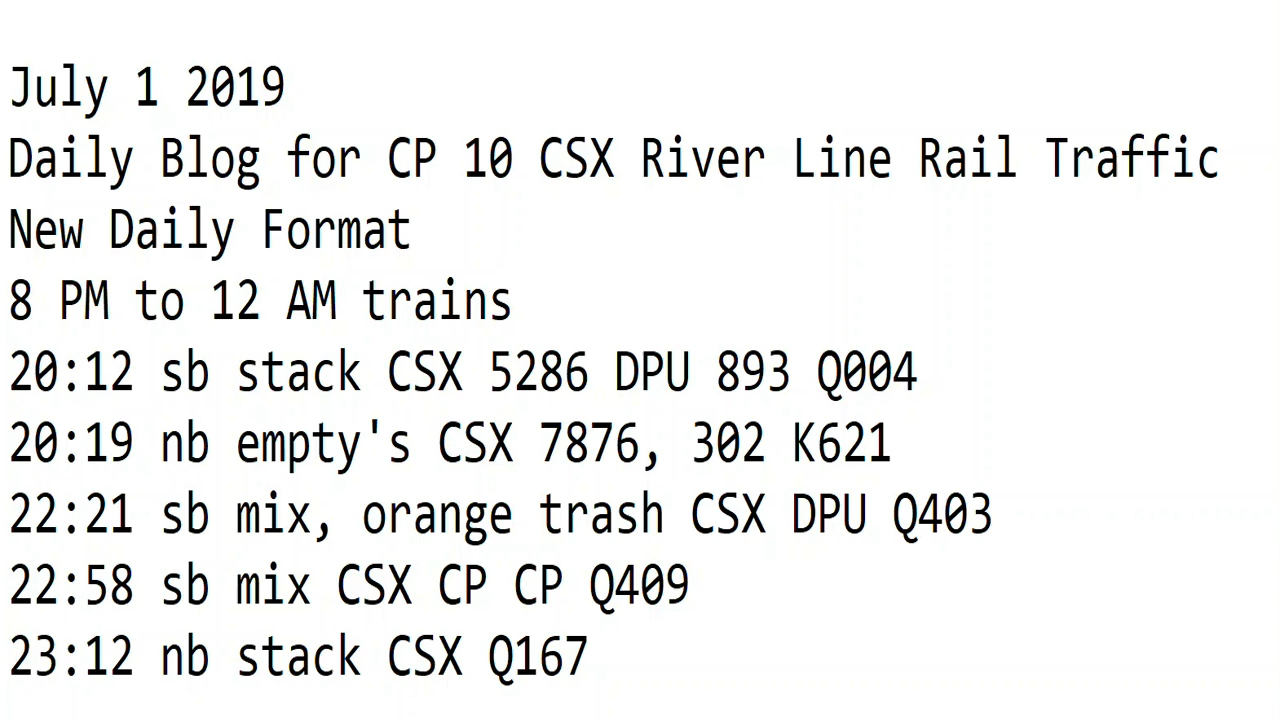 July 1 2019
Daily Blog for CP 10 CSX River Line Rail Traffic
New Daily Format
8 PM to 12 AM trains
20:12 sb stack CSX 5286 DPU 893 Q004
20:19 nb empty's CSX 7876, 302 K621
22:21 sb mix, orange trash CSX DPU Q403
22:58 sb mix CSX CP CP Q409
23:12 nb stack CSX Q167